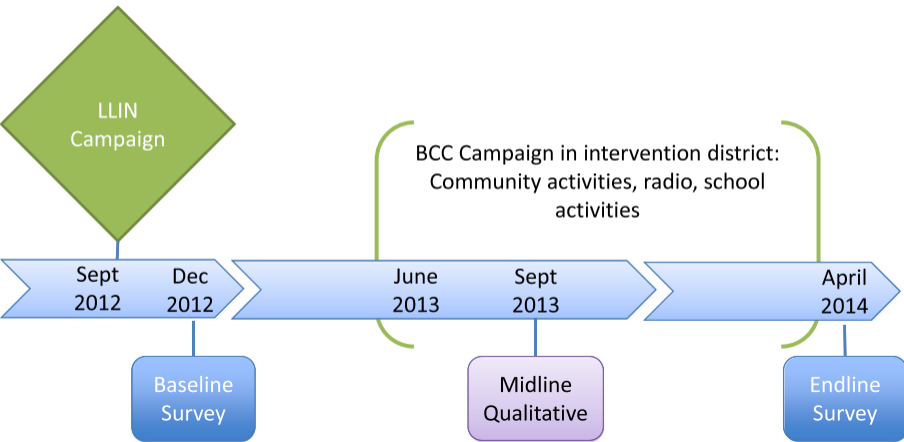 LLIN
Campaign
BCC Campaign in intervention district:
Community activities, radio, school
activities
Sept
2012
Dec
2012
June
2013
Sept
2013
April
2014
Baseline
Survey
Midline
Qualitative
Endline
Survey